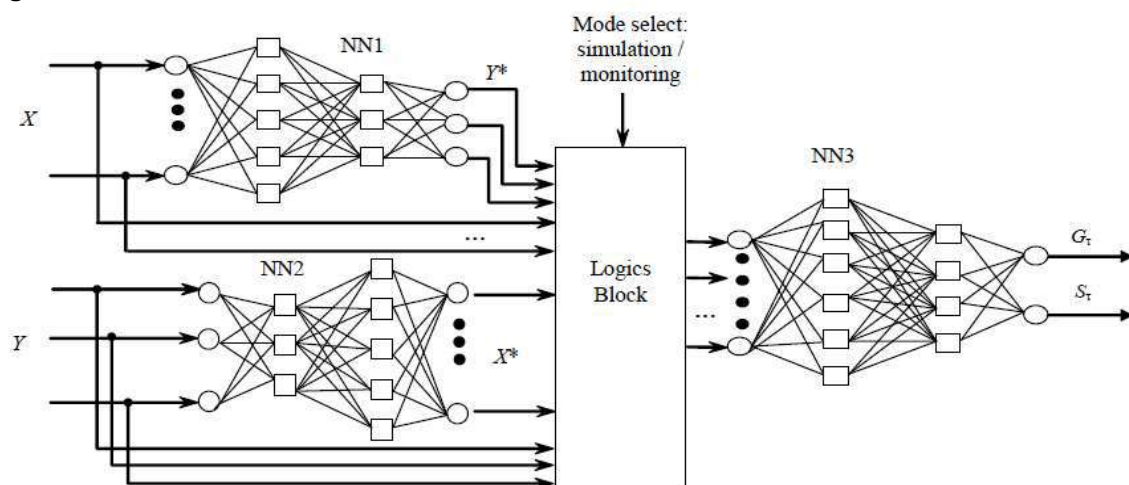 Mode select:
simulation /
monitoring
NN1
Y*
X
...
NN2
Y
X*
Logics
Block
...
NN3
Gτ
Sτ